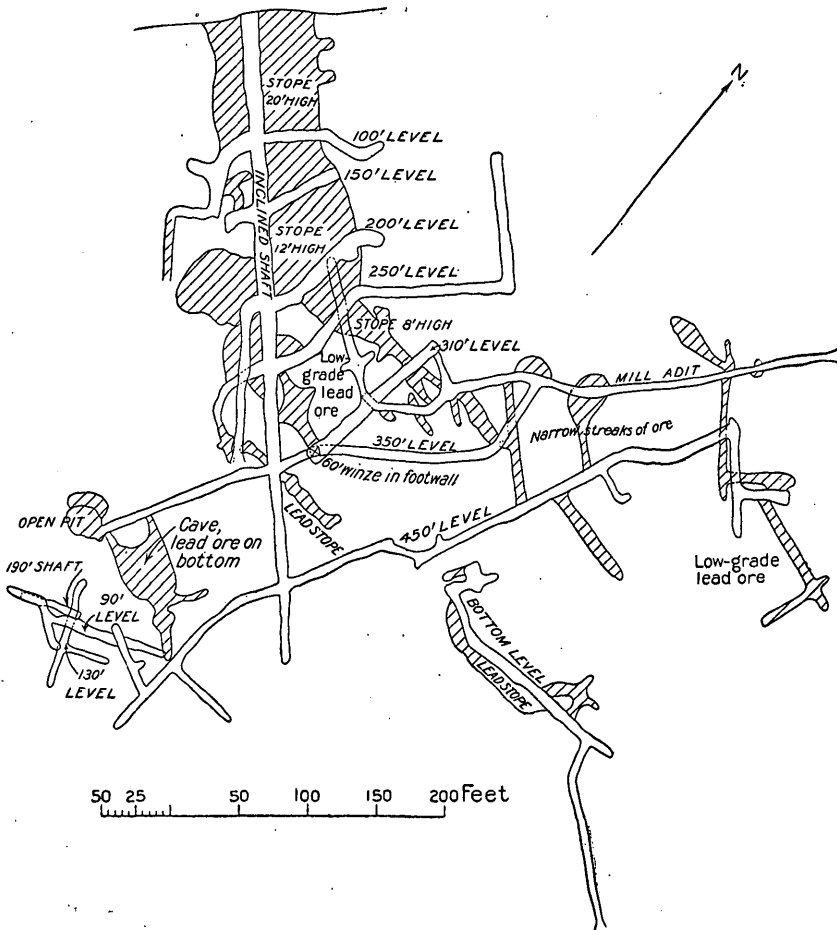 STOPE
20' HIGH
N
100' LEVEL
150' LEVEL
INCLINED SHAFT
200' LEVEL
STOPE
12' HIGH
250' LEVEL
STOPE 8' HIGH
310' LEVEL
Low-
grade
lead
ore
MILL ADIT
350' LEVEL
Narrow streaks of ore
60' winze in footwall
OPEN PIT
Cave,
lead ore on
bottom
LEAD STOPE
450' LEVEL
Low-grade
lead ore
190' SHAFT
90'
LEVEL
130'
LEVEL
BOTTOM LEVEL
LEAD STOPE
50 25 50 100 150 200 Feet